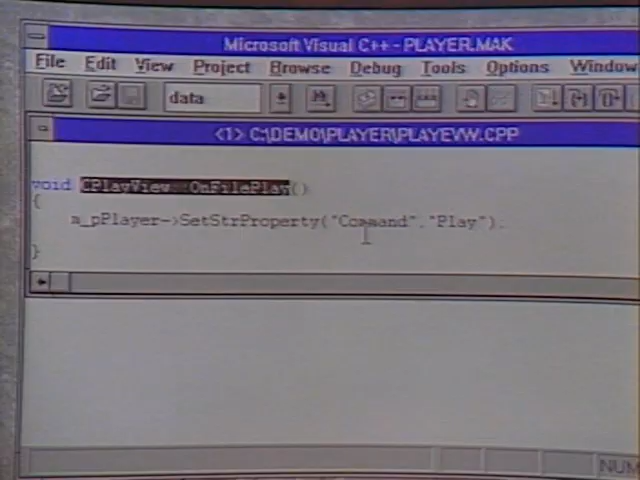 Microsoft Visual C++ - PLAYER.MAK
File Edit View Project Browse Debug Tools Options Window
data
<1> C:\DEMO\PLAYER\PLAYEVW.CPP
void CPlayView::OnFilePlay()
{
m_pPlayer->SetStrProperty("Command","Play");
}
NUM